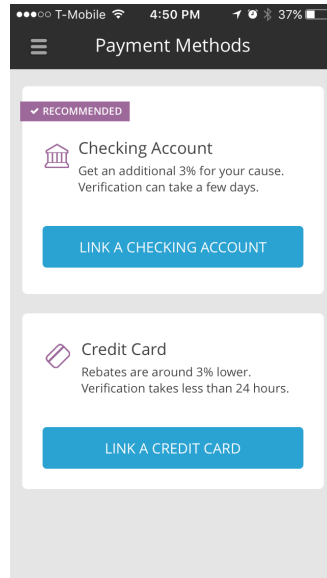 T-Mobile 4:50 PM 37%
Payment Methods
RECOMMENDED
Checking Account
Get an additional 3% for your cause.
Verification can take a few days.
LINK A CHECKING ACCOUNT
Credit Card
Rebates are around 3% lower.
Verification takes less than 24 hours.
LINK A CREDIT CARD